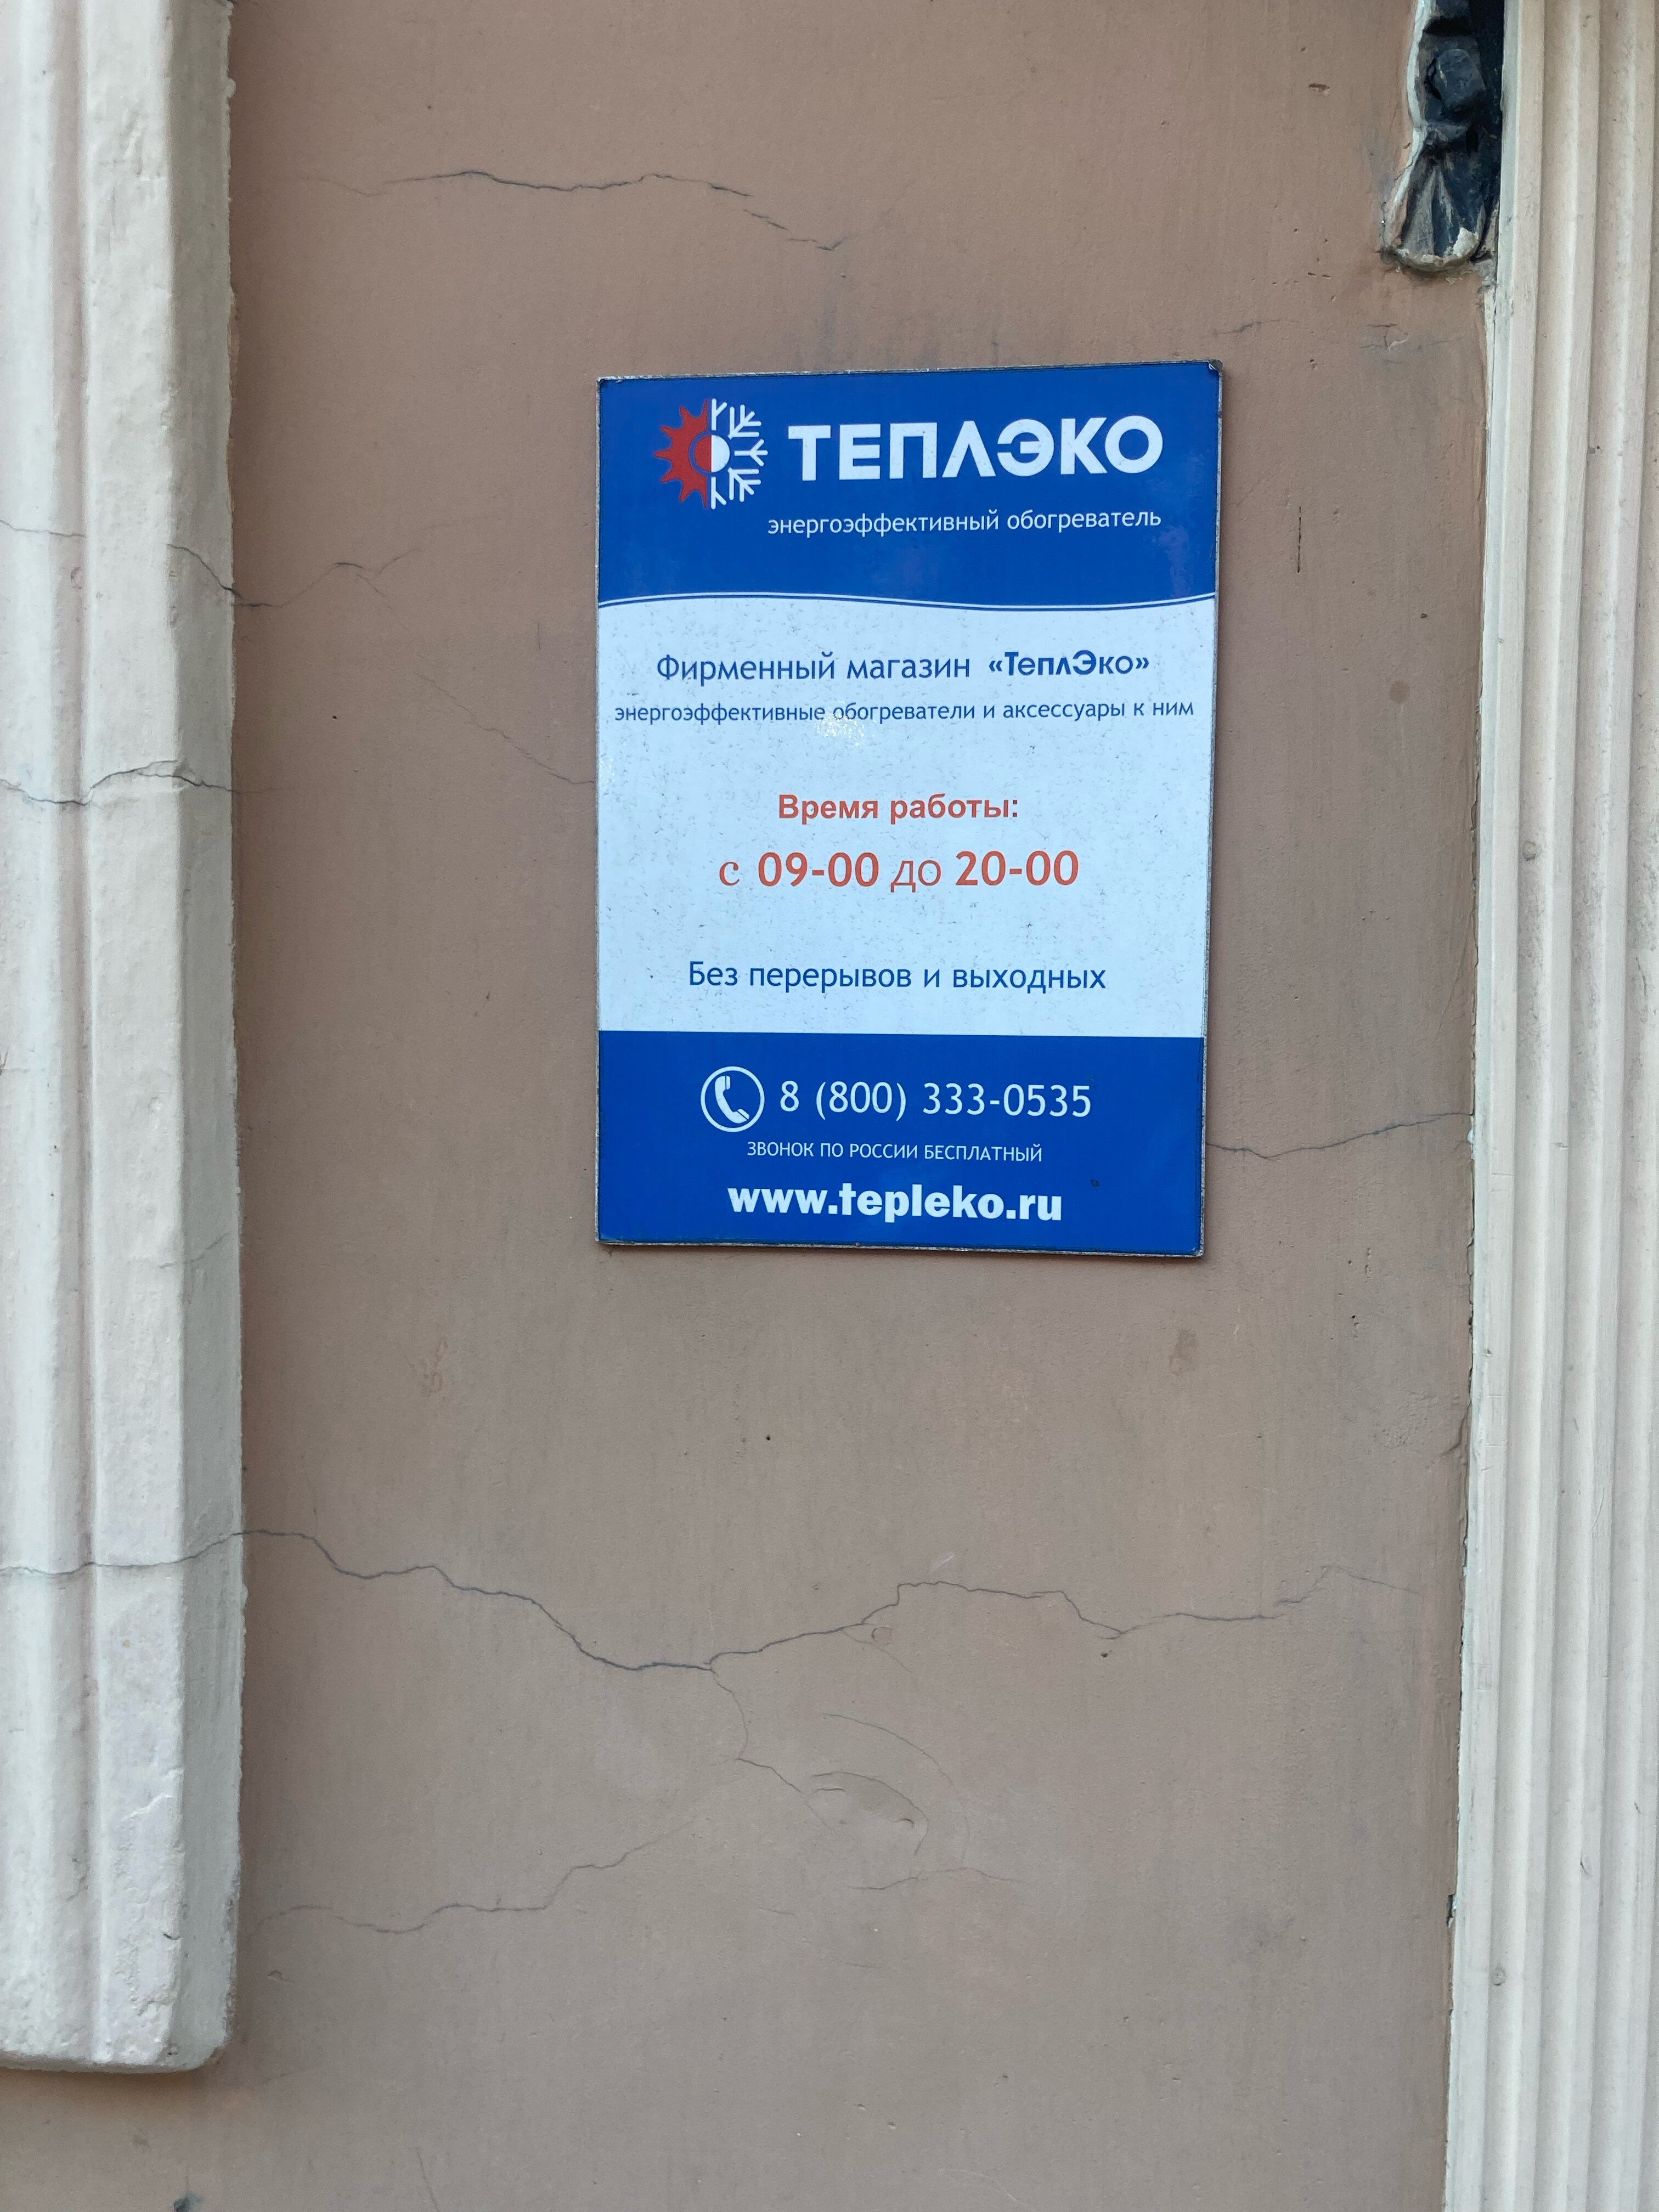 ТЕПЛЭКО
энергоэффективный обогреватель
Фирменный магазин «ТеплЭко»
энергоэффективные обогреватели и аксессуары к ним
Время работы:
с 09-00 до 20-00
Без перерывов и выходных
8 (800) 333-0535
ЗВОНОК ПО РОССИИ БЕСПЛАТНЫЙ
www.tepleko.ru